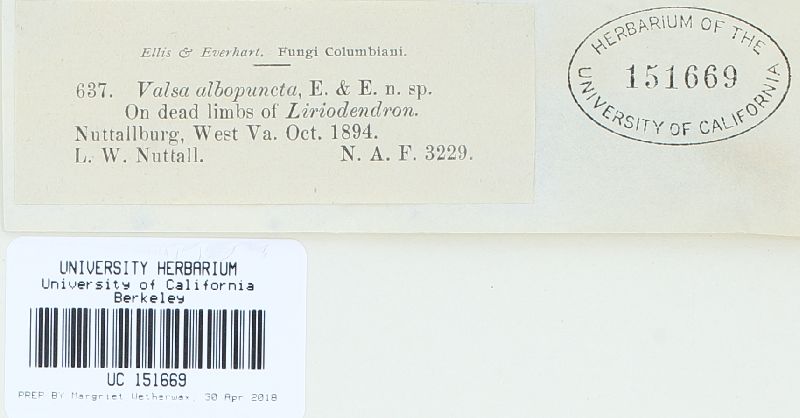 Ellis & Everhart. Fungi Columbiani.
637. Valsa albopuncta, E. & E. n. sp.
On dead limbs of Liriodendron.
Nuttallburg, West Va. Oct. 1894.
L. W. Nuttall. N. A. F. 3229.
HERBARIUM OF THE
151669
UNIVERSITY OF CALIFORNIA
UNIVERSITY HERBARIUM
University of California
Berkeley
UC 151669
PREP BY Margriet Wetherwax, 30 Apr 2018